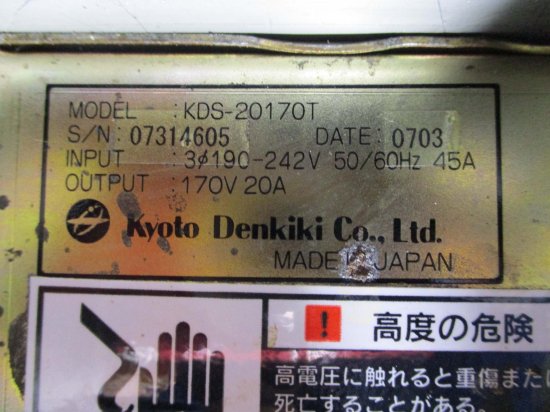 MODEL : KDS-20170T
S/N: 07314605 DATE: 0703
INPUT : 3φ190-242V 50/60Hz 45A
OUTPUT : 170V 20A
Kyoto Denkiki Co., Ltd.
MADE IN JAPAN
! 高度の危険
高電圧に触れると重傷または
死亡することがある